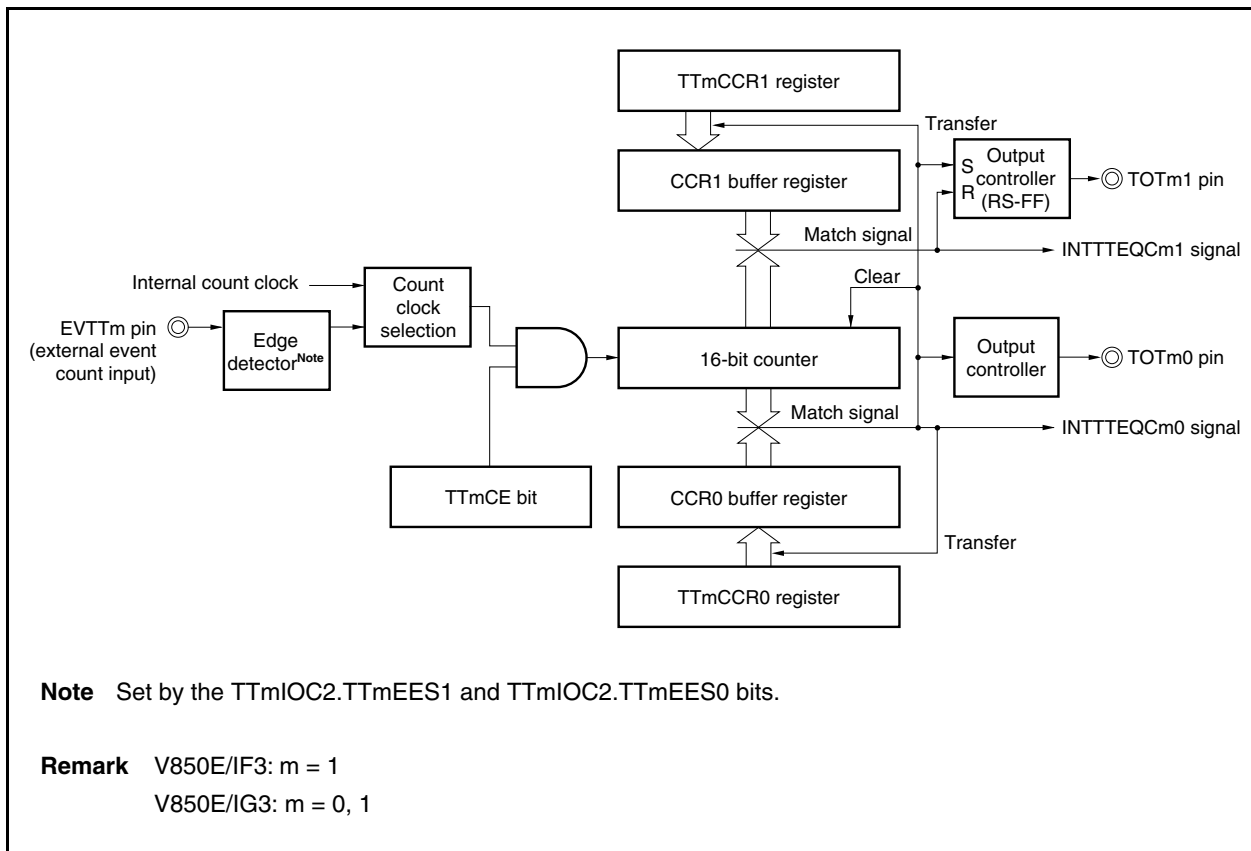 TTmCCR1 register
Transfer
CCR1 buffer register
S
R
Output
controller
(RS-FF)
TOTm1 pin
Match signal
INTTTEQCm1 signal
Internal count clock
Count
clock
selection
Clear
EVTTm pin
(external event
count input)
Edge
detectorNote
16-bit counter
Output
controller
TOTm0 pin
Match signal
INTTTEQCm0 signal
TTmCE bit
CCR0 buffer register
Transfer
TTmCCR0 register
Note Set by the TTmIOC2.TTmEES1 and TTmIOC2.TTmEES0 bits.
Remark V850E/IF3: m = 1
V850E/IG3: m = 0, 1